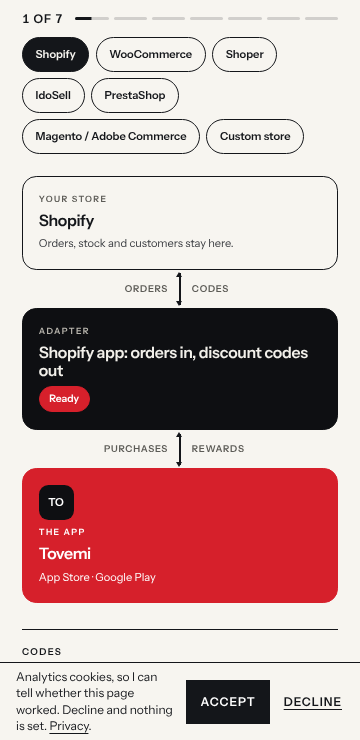 1 OF 7
Shopify
WooCommerce
Shoper
IdoSell
PrestaShop
Magento / Adobe Commerce
Custom store
YOUR STORE
Shopify
Orders, stock and customers stay here.
ORDERS
CODES
ADAPTER
Shopify app: orders in, discount codes
out
Ready
PURCHASES
REWARDS
TO
THE APP
Tovemi
App Store · Google Play
CODES
Analytics cookies, so I can
tell whether this page
worked. Decline and nothing
is set. Privacy.
ACCEPT
DECLINE